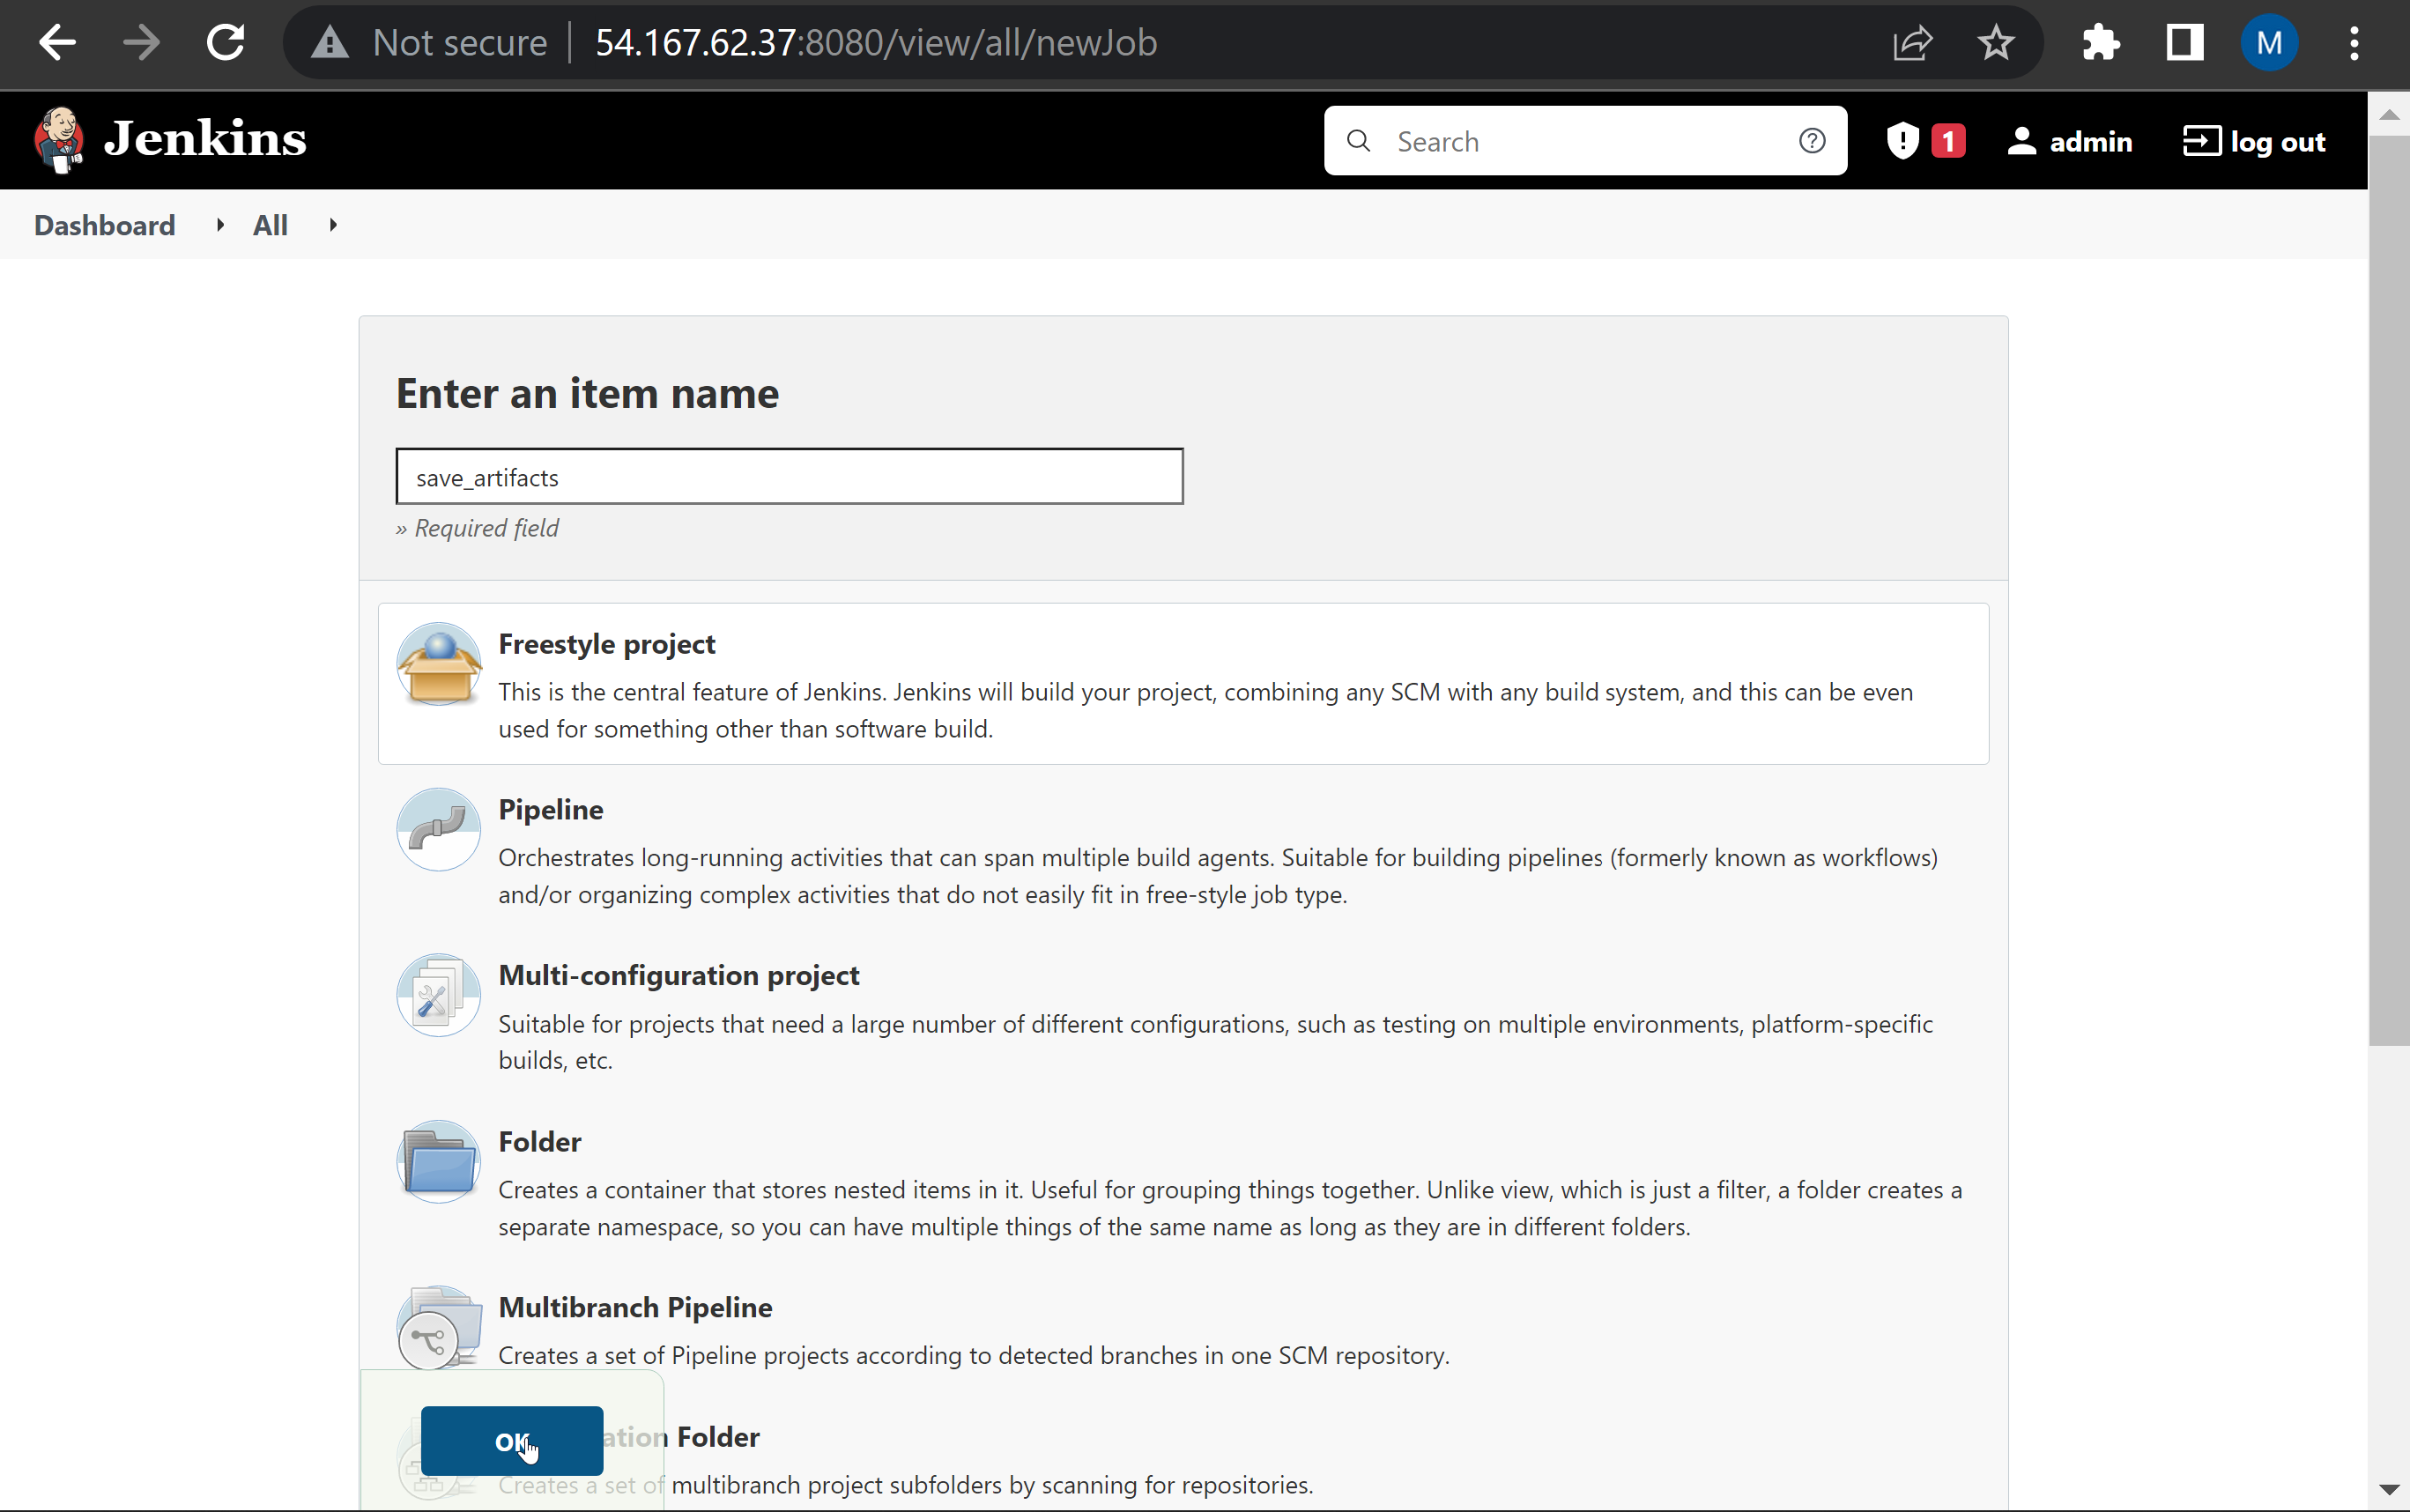 Not secure 54.167.62.37:8080/view/all/newJob M
Jenkins Search 1 admin log out
Dashboard All
Enter an item name
save_artifacts
» Required field
Freestyle project
This is the central feature of Jenkins. Jenkins will build your project, combining any SCM with any build system, and this can be even
used for something other than software build.
Pipeline
Orchestrates long-running activities that can span multiple build agents. Suitable for building pipelines (formerly known as workflows)
and/or organizing complex activities that do not easily fit in free-style job type.
Multi-configuration project
Suitable for projects that need a large number of different configurations, such as testing on multiple environments, platform-specific
builds, etc.
Folder
Creates a container that stores nested items in it. Useful for grouping things together. Unlike view, which is just a filter, a folder creates a
separate namespace, so you can have multiple things of the same name as long as they are in different folders.
Multibranch Pipeline
Creates a set of Pipeline projects according to detected branches in one SCM repository.
OK ation Folder
Creates a set of multibranch project subfolders by scanning for repositories.